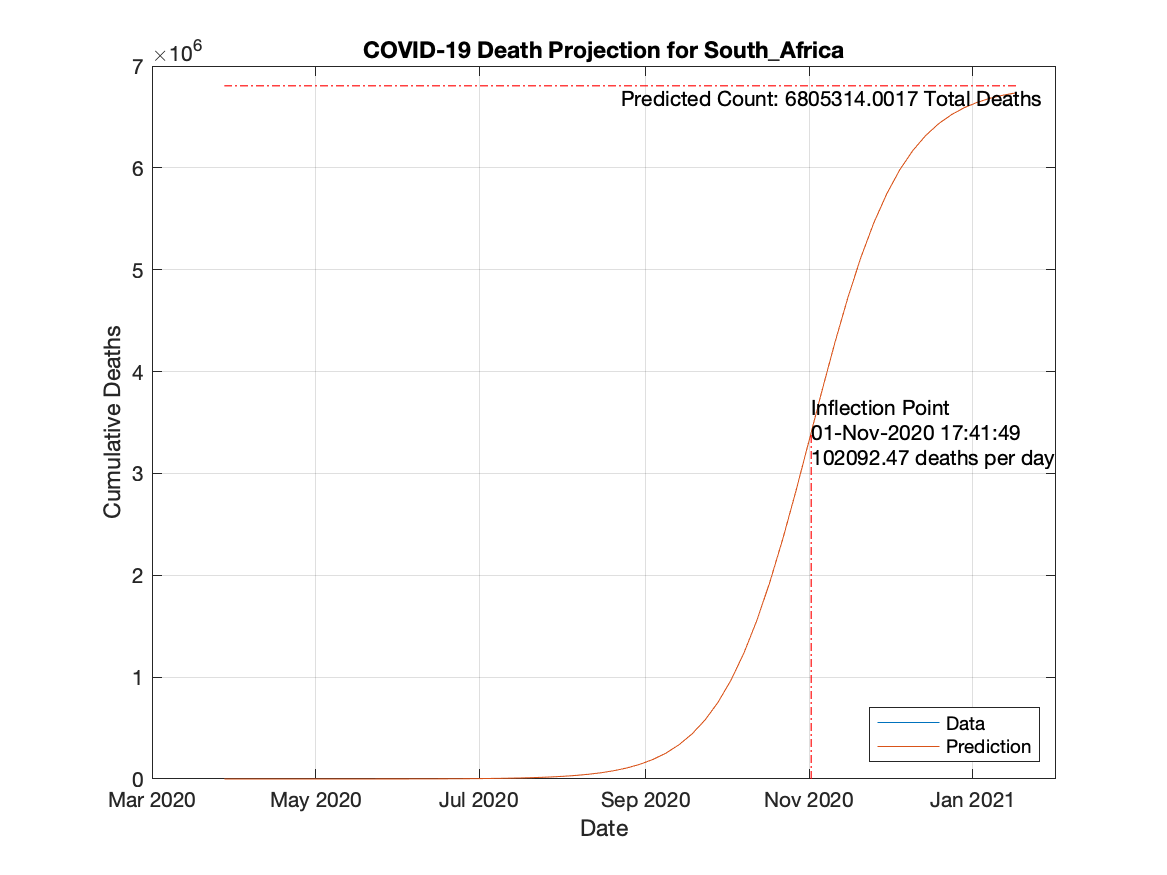 COVID-19 Death Projection for South_Africa
×10⁶
7
6
5
4
3
2
1
0
Cumulative Deaths
Predicted Count: 6805314.0017 Total Deaths
Inflection Point
01-Nov-2020 17:41:49
102092.47 deaths per day
Data
Prediction
Mar 2020 May 2020 Jul 2020 Sep 2020 Nov 2020 Jan 2021
Date